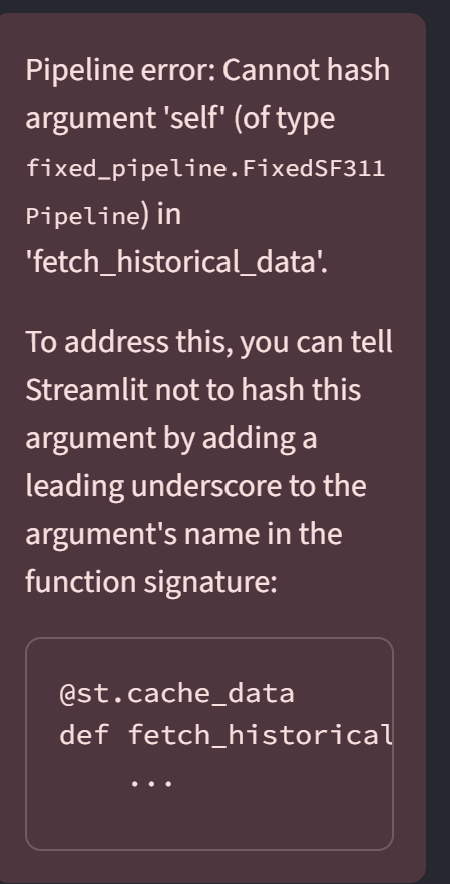 Pipeline error: Cannot hash
argument 'self' (of type
fixed_pipeline.FixedSF311
Pipeline) in
'fetch_historical_data'.
To address this, you can tell
Streamlit not to hash this
argument by adding a
leading underscore to the
argument's name in the
function signature:
@st.cache_data
def fetch_historical
...